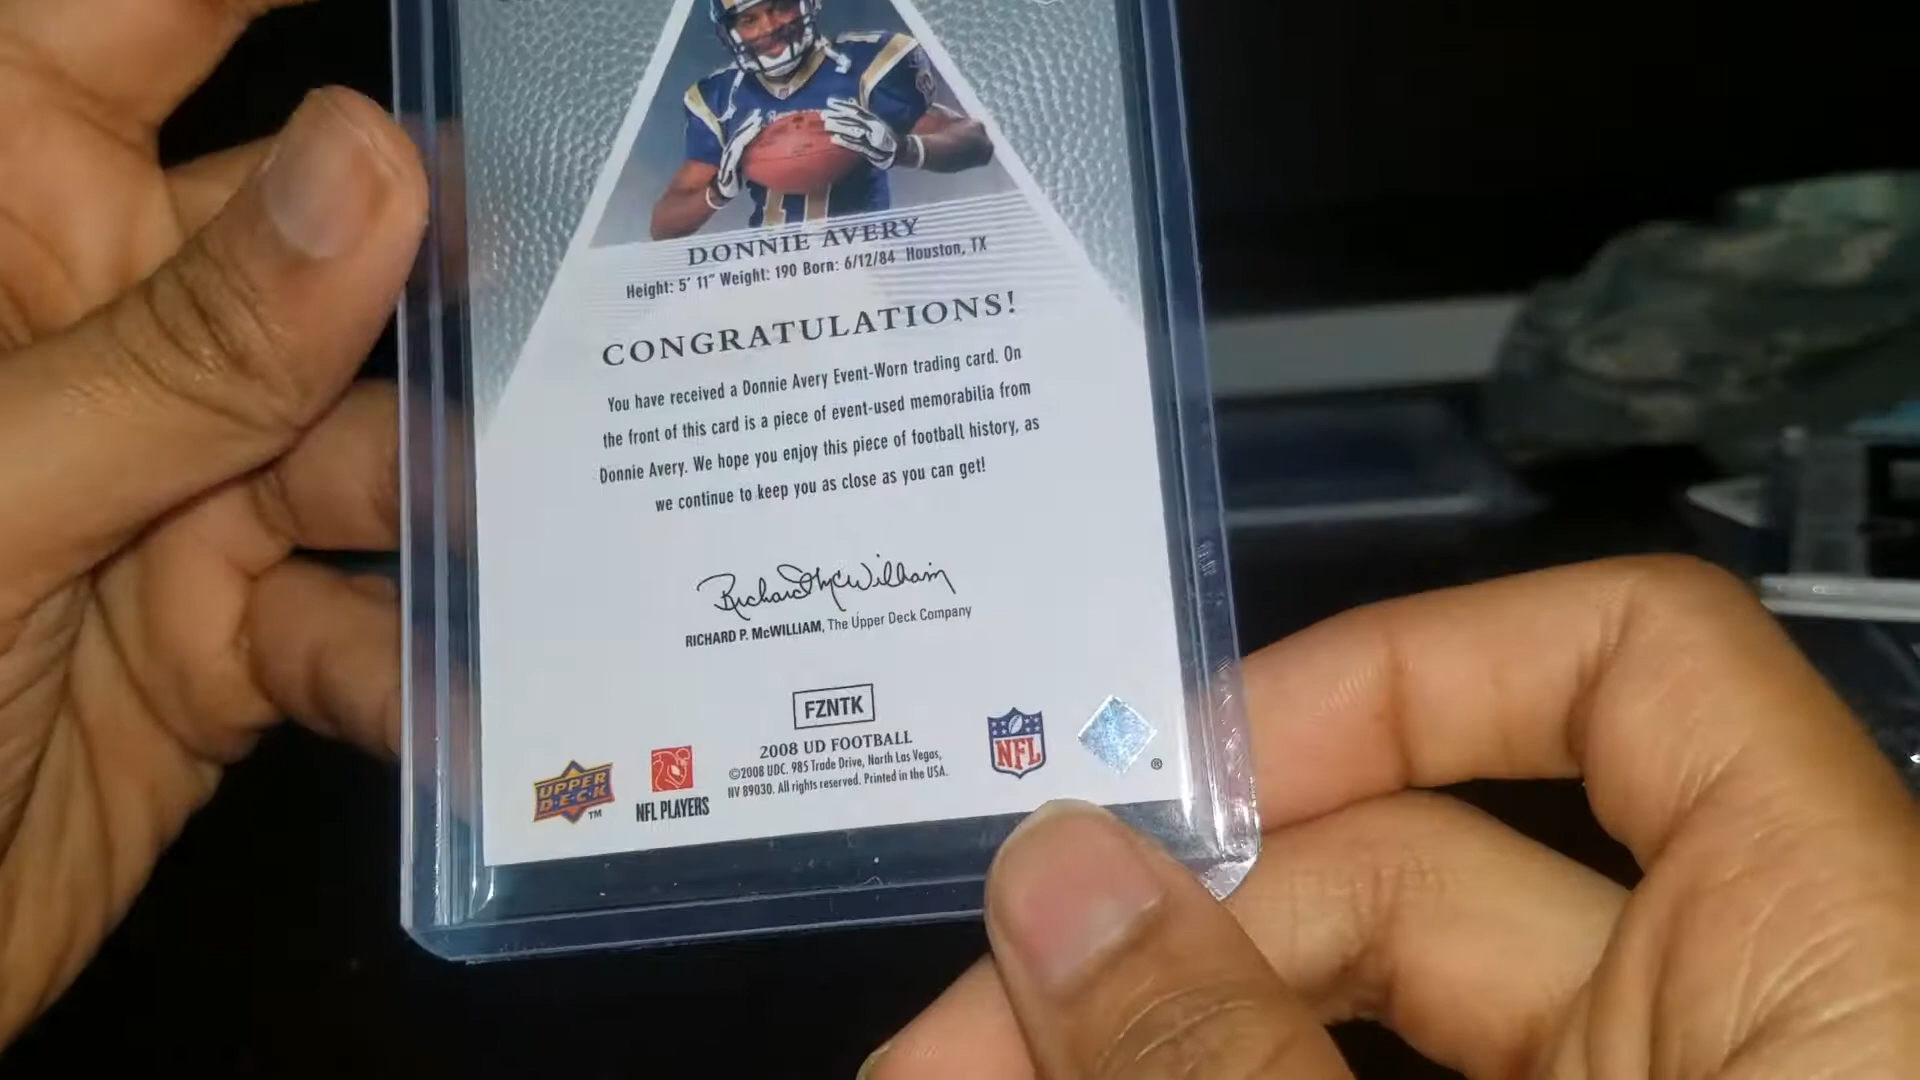 DONNIE AVERY
Height: 5' 11" Weight: 190 Born: 6/12/84 Houston, TX
CONGRATULATIONS!
You have received a Donnie Avery Event-Worn trading card. On
the front of this card is a piece of event-used memorabilia from
Donnie Avery. We hope you enjoy this piece of football history, as
we continue to keep you as close as you can get!
Richard McWilliam
RICHARD P. McWILLIAM, The Upper Deck Company
FZNTK
2008 UD FOOTBALL
©2008 UDC. 985 Trade Drive, North Las Vegas,
NV 89030. All rights reserved. Printed in the USA.
UPPER
DECK
TM
NFL PLAYERS
NFL
®